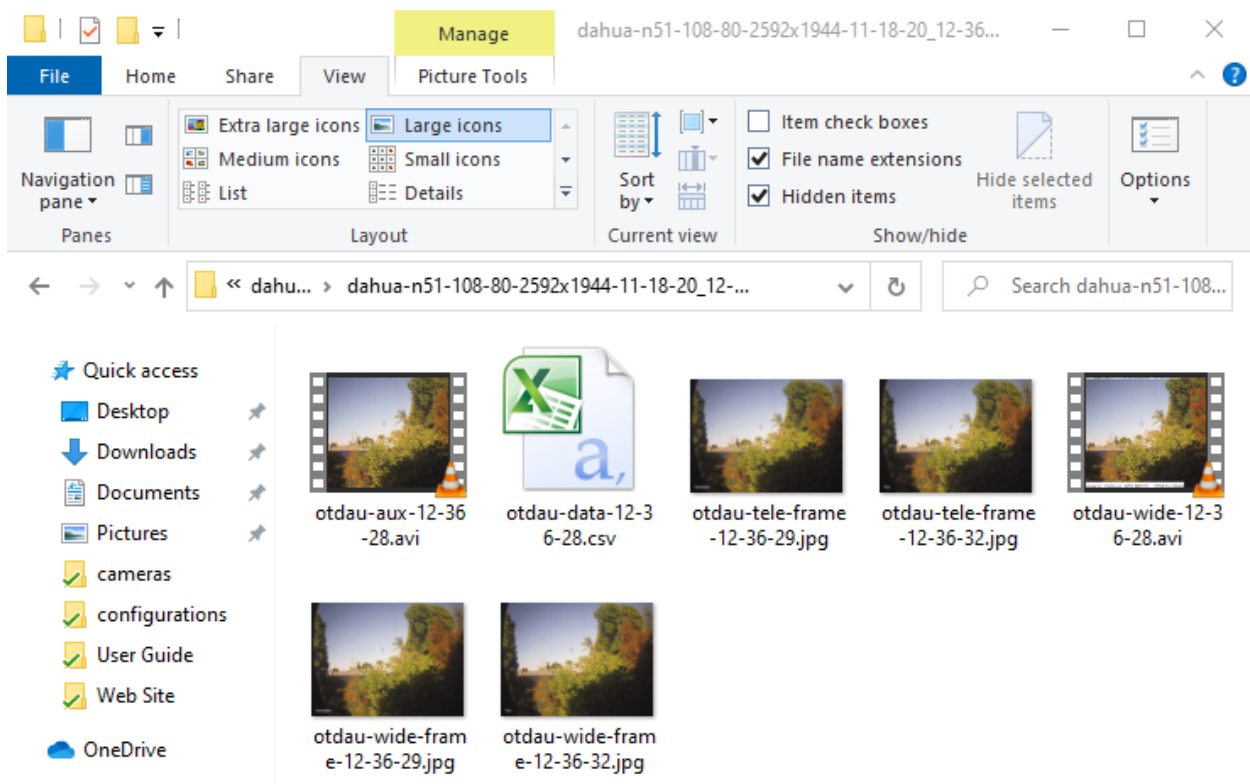 Manage
dahua-n51-108-80-2592x1944-11-18-20_12-36...
File Home Share View Picture Tools
Extra large icons Large icons
Medium icons Small icons
List Details
Navigation pane
Sort by
Item check boxes
File name extensions
Hidden items
Hide selected items
Options
Panes Layout Current view Show/hide
« dahu... › dahua-n51-108-80-2592x1944-11-18-20_12-...
Search dahua-n51-108...
Quick access
Desktop
Downloads
Documents
Pictures
cameras
configurations
User Guide
Web Site
OneDrive
a,
otdau-aux-12-36
-28.avi
otdau-data-12-3
6-28.csv
otdau-tele-frame
-12-36-29.jpg
otdau-tele-frame
-12-36-32.jpg
otdau-wide-12-3
6-28.avi
otdau-wide-fram
e-12-36-29.jpg
otdau-wide-fram
e-12-36-32.jpg